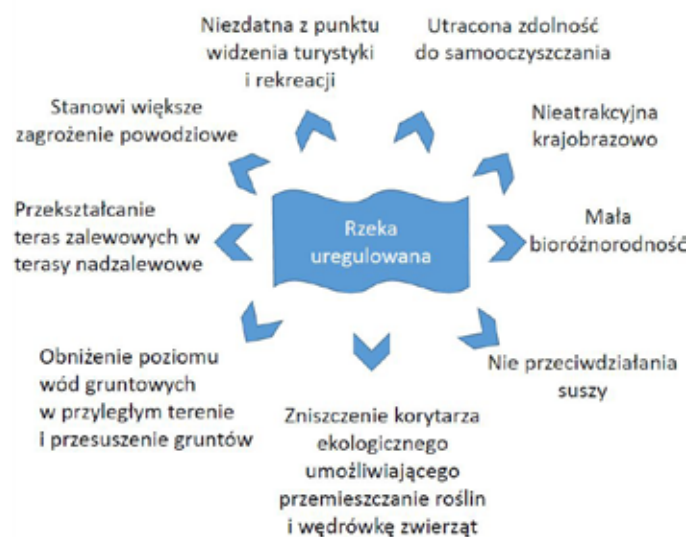 Niezdatna z punktu
widzenia turystyki
i rekreacji
Utracona zdolność
do samooczyszczania
Stanowi większe
zagrożenie powodziowe
Nieatrakcyjna
krajobrazowo
Przekształcanie
teras zalewowych w
terasy nadzalewowe
Rzeka
uregulowana
Mała
bioróżnorodność
Obniżenie poziomu
wód gruntowych
w przyległym terenie
i przesuszenie gruntów
Nie przeciwdziałania
suszy
Zniszczenie korytarza
ekologicznego
umożliwiającego
przemieszczanie roślin
i wędrówkę zwierząt